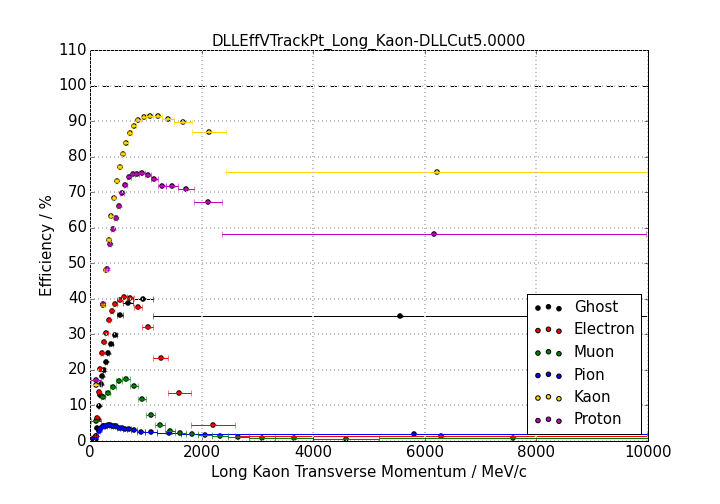 DLLEffVTrackPt_Long_Kaon-DLLCut5.0000
110
100
90
80
70
60
50
40
30
20
10
0
Efficiency / %
Ghost
Electron
Muon
Pion
Kaon
Proton
0 2000 4000 6000 8000 10000
Long Kaon Transverse Momentum / MeV/c